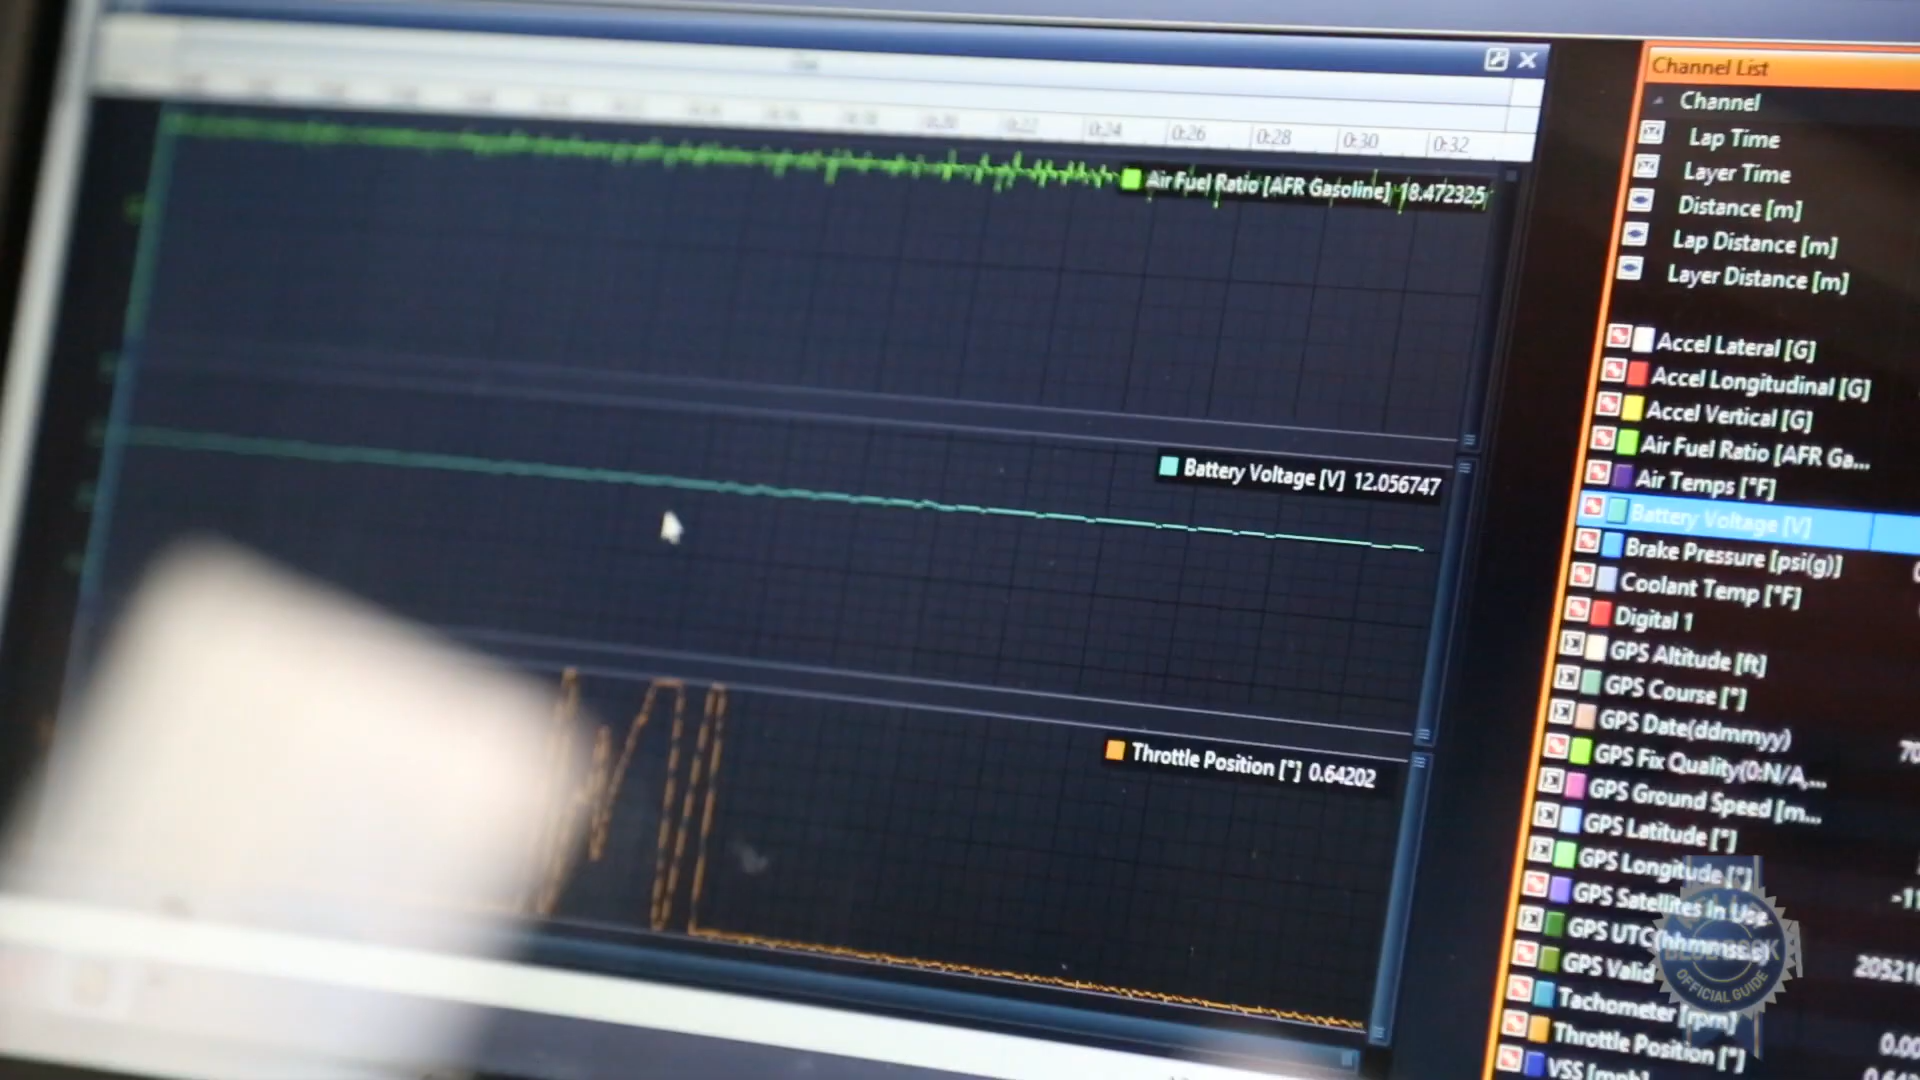 0:24 0:26 0:28 0:30 0:32
Air Fuel Ratio [AFR Gasoline] 18.472325
Battery Voltage [V] 12.056747
Throttle Position [°] 0.64202
Channel List
Channel
Lap Time
Layer Time
Distance [m]
Lap Distance [m]
Layer Distance [m]
Accel Lateral [G]
Accel Longitudinal [G]
Accel Vertical [G]
Air Fuel Ratio [AFR Ga...
Air Temps [°F]
Battery Voltage [V]
Brake Pressure [psi(g)]
Coolant Temp [°F]
Digital 1
GPS Altitude [ft]
GPS Course [°]
GPS Date(ddmmyy)
GPS Fix Quality(0:N/A,...
GPS Ground Speed [m...
GPS Latitude [°]
GPS Longitude [°]
GPS Satellites In Use
GPS UTC(hhmmss.s)
GPS Valid
Tachometer [rpm]
Throttle Position [°]
VSS [mph]
OFFICIAL GUIDE